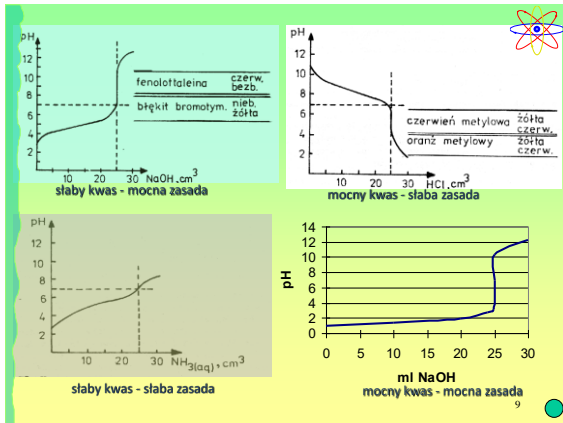 pH
12
10
8
6
4
2
fenolottaleina czerw.
bezb.
błękit bromotym. nieb.
żółta
10 20 30 NaOH, cm³
słaby kwas - mocna zasada
pH
12
10
8
6
4
2
czerwień metylowa żółta
czerw.
oranż metylowy żółta
czerw.
10 20 30 HCl, cm³
mocny kwas - słaba zasada
pH
12
10
8
6
4
2
10 20 30 NH3(aq), cm³
słaby kwas - słaba zasada
pH
14
12
10
8
6
4
2
0
0 5 10 15 20 25 30
ml NaOH
mocny kwas - mocna zasada
9